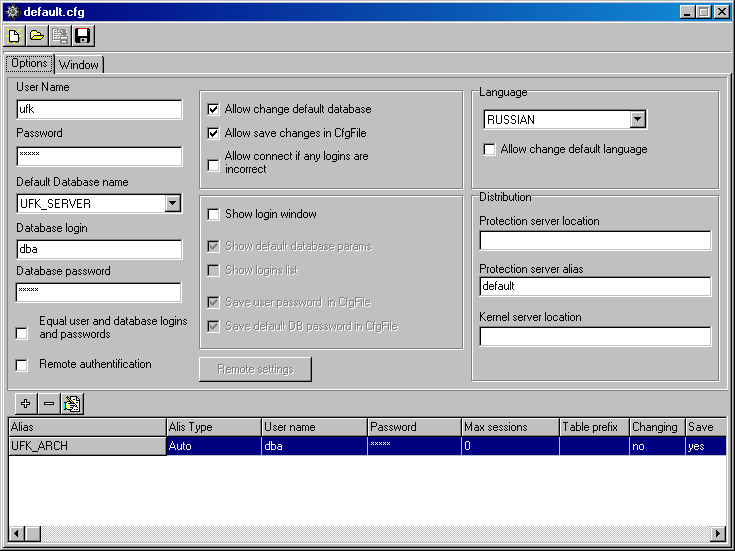 default.cfg
Options
Window
User Name
ufk
Password
*****
Default Database name
UFK_SERVER
Database login
dba
Database password
*****
Equal user and database logins
and passwords
Remote authentification
Allow change default database
Allow save changes in CfgFile
Allow connect if any logins are
incorrect
Show login window
Show default database params
Show logins list
Save user password in CfgFile
Save default DB password in CfgFile
Remote settings
Language
RUSSIAN
Allow change default language
Distribution
Protection server location
Protection server alias
default
Kernel server location
Alias Alis Type User name Password Max sessions Table prefix Changing Save
UFK_ARCH Auto dba ***** 0 no yes